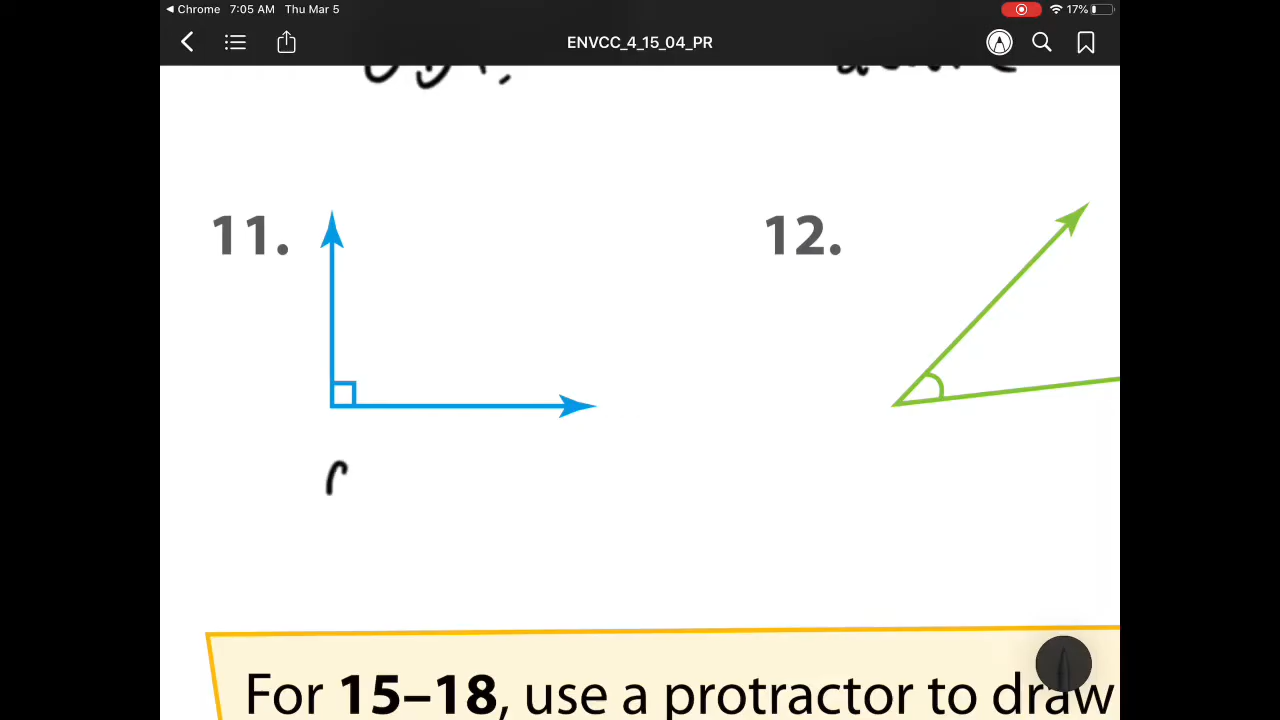 Chrome 7:05 AM Thu Mar 5 17%
ENVCC_4_15_04_PR
11. 12.
r
For 15–18, use a protractor to draw